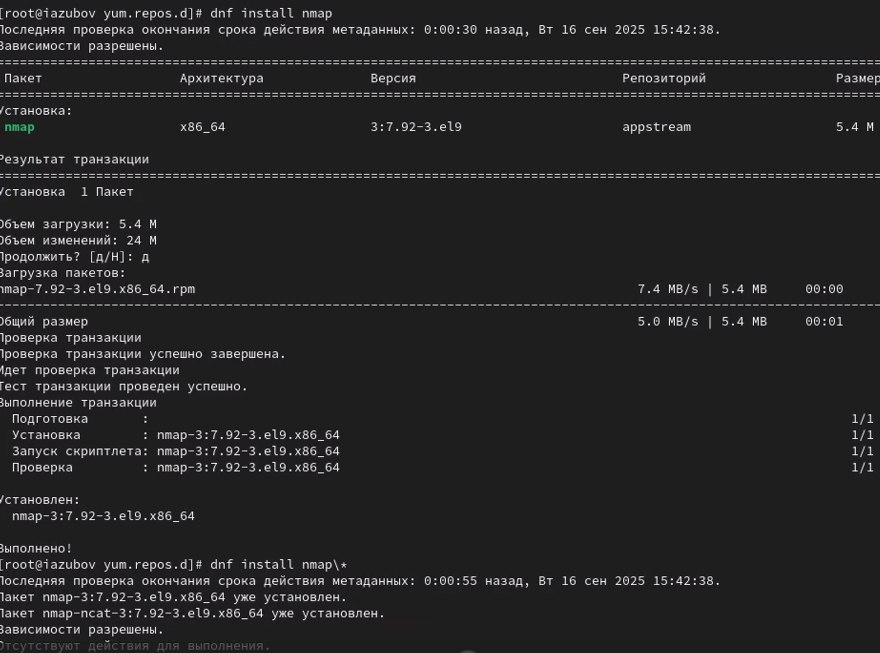 [root@iazubov yum.repos.d]# dnf install nmap
Последняя проверка окончания срока действия метаданных: 0:00:30 назад, Вт 16 сен 2025 15:42:38.
Зависимости разрешены.
================================================================================
Пакет Архитектура Версия Репозиторий Размер
================================================================================
Установка:
nmap x86_64 3:7.92-3.el9 appstream 5.4 M
Результат транзакции
================================================================================
Установка 1 Пакет
Объем загрузки: 5.4 M
Объем изменений: 24 M
Продолжить? [д/Н]: д
Загрузка пакетов:
nmap-7.92-3.el9.x86_64.rpm 7.4 MB/s | 5.4 MB 00:00
--------------------------------------------------------------------------------
Общий размер 5.0 MB/s | 5.4 MB 00:01
Проверка транзакции
Проверка транзакции успешно завершена.
Идет проверка транзакции
Тест транзакции проведен успешно.
Выполнение транзакции
Подготовка : 1/1
Установка : nmap-3:7.92-3.el9.x86_64 1/1
Запуск скриптлета: nmap-3:7.92-3.el9.x86_64 1/1
Проверка : nmap-3:7.92-3.el9.x86_64 1/1
Установлен:
nmap-3:7.92-3.el9.x86_64
Выполнено!
[root@iazubov yum.repos.d]# dnf install nmap\*
Последняя проверка окончания срока действия метаданных: 0:00:55 назад, Вт 16 сен 2025 15:42:38.
Пакет nmap-3:7.92-3.el9.x86_64 уже установлен.
Пакет nmap-ncat-3:7.92-3.el9.x86_64 уже установлен.
Зависимости разрешены.
Отсутствуют действия для выполнения.